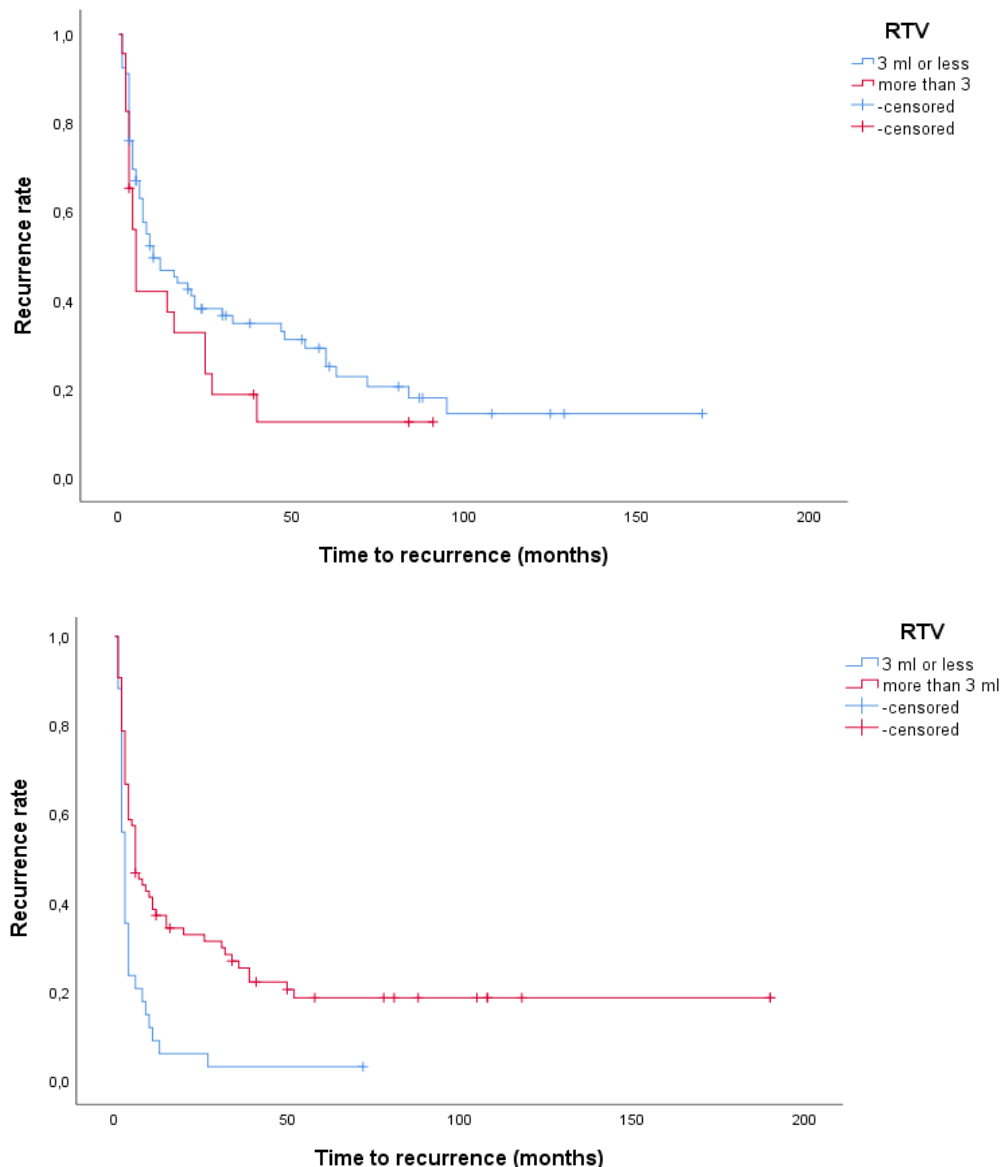 RTV
3 ml or less
more than 3
-censored
-censored
1,0
0,8
0,6
0,4
0,2
0,0
Recurrence rate
0 50 100 150 200
Time to recurrence (months)
RTV
3 ml or less
more than 3 ml
-censored
-censored
1,0
0,8
0,6
0,4
0,2
0,0
Recurrence rate
0 50 100 150 200
Time to recurrence (months)